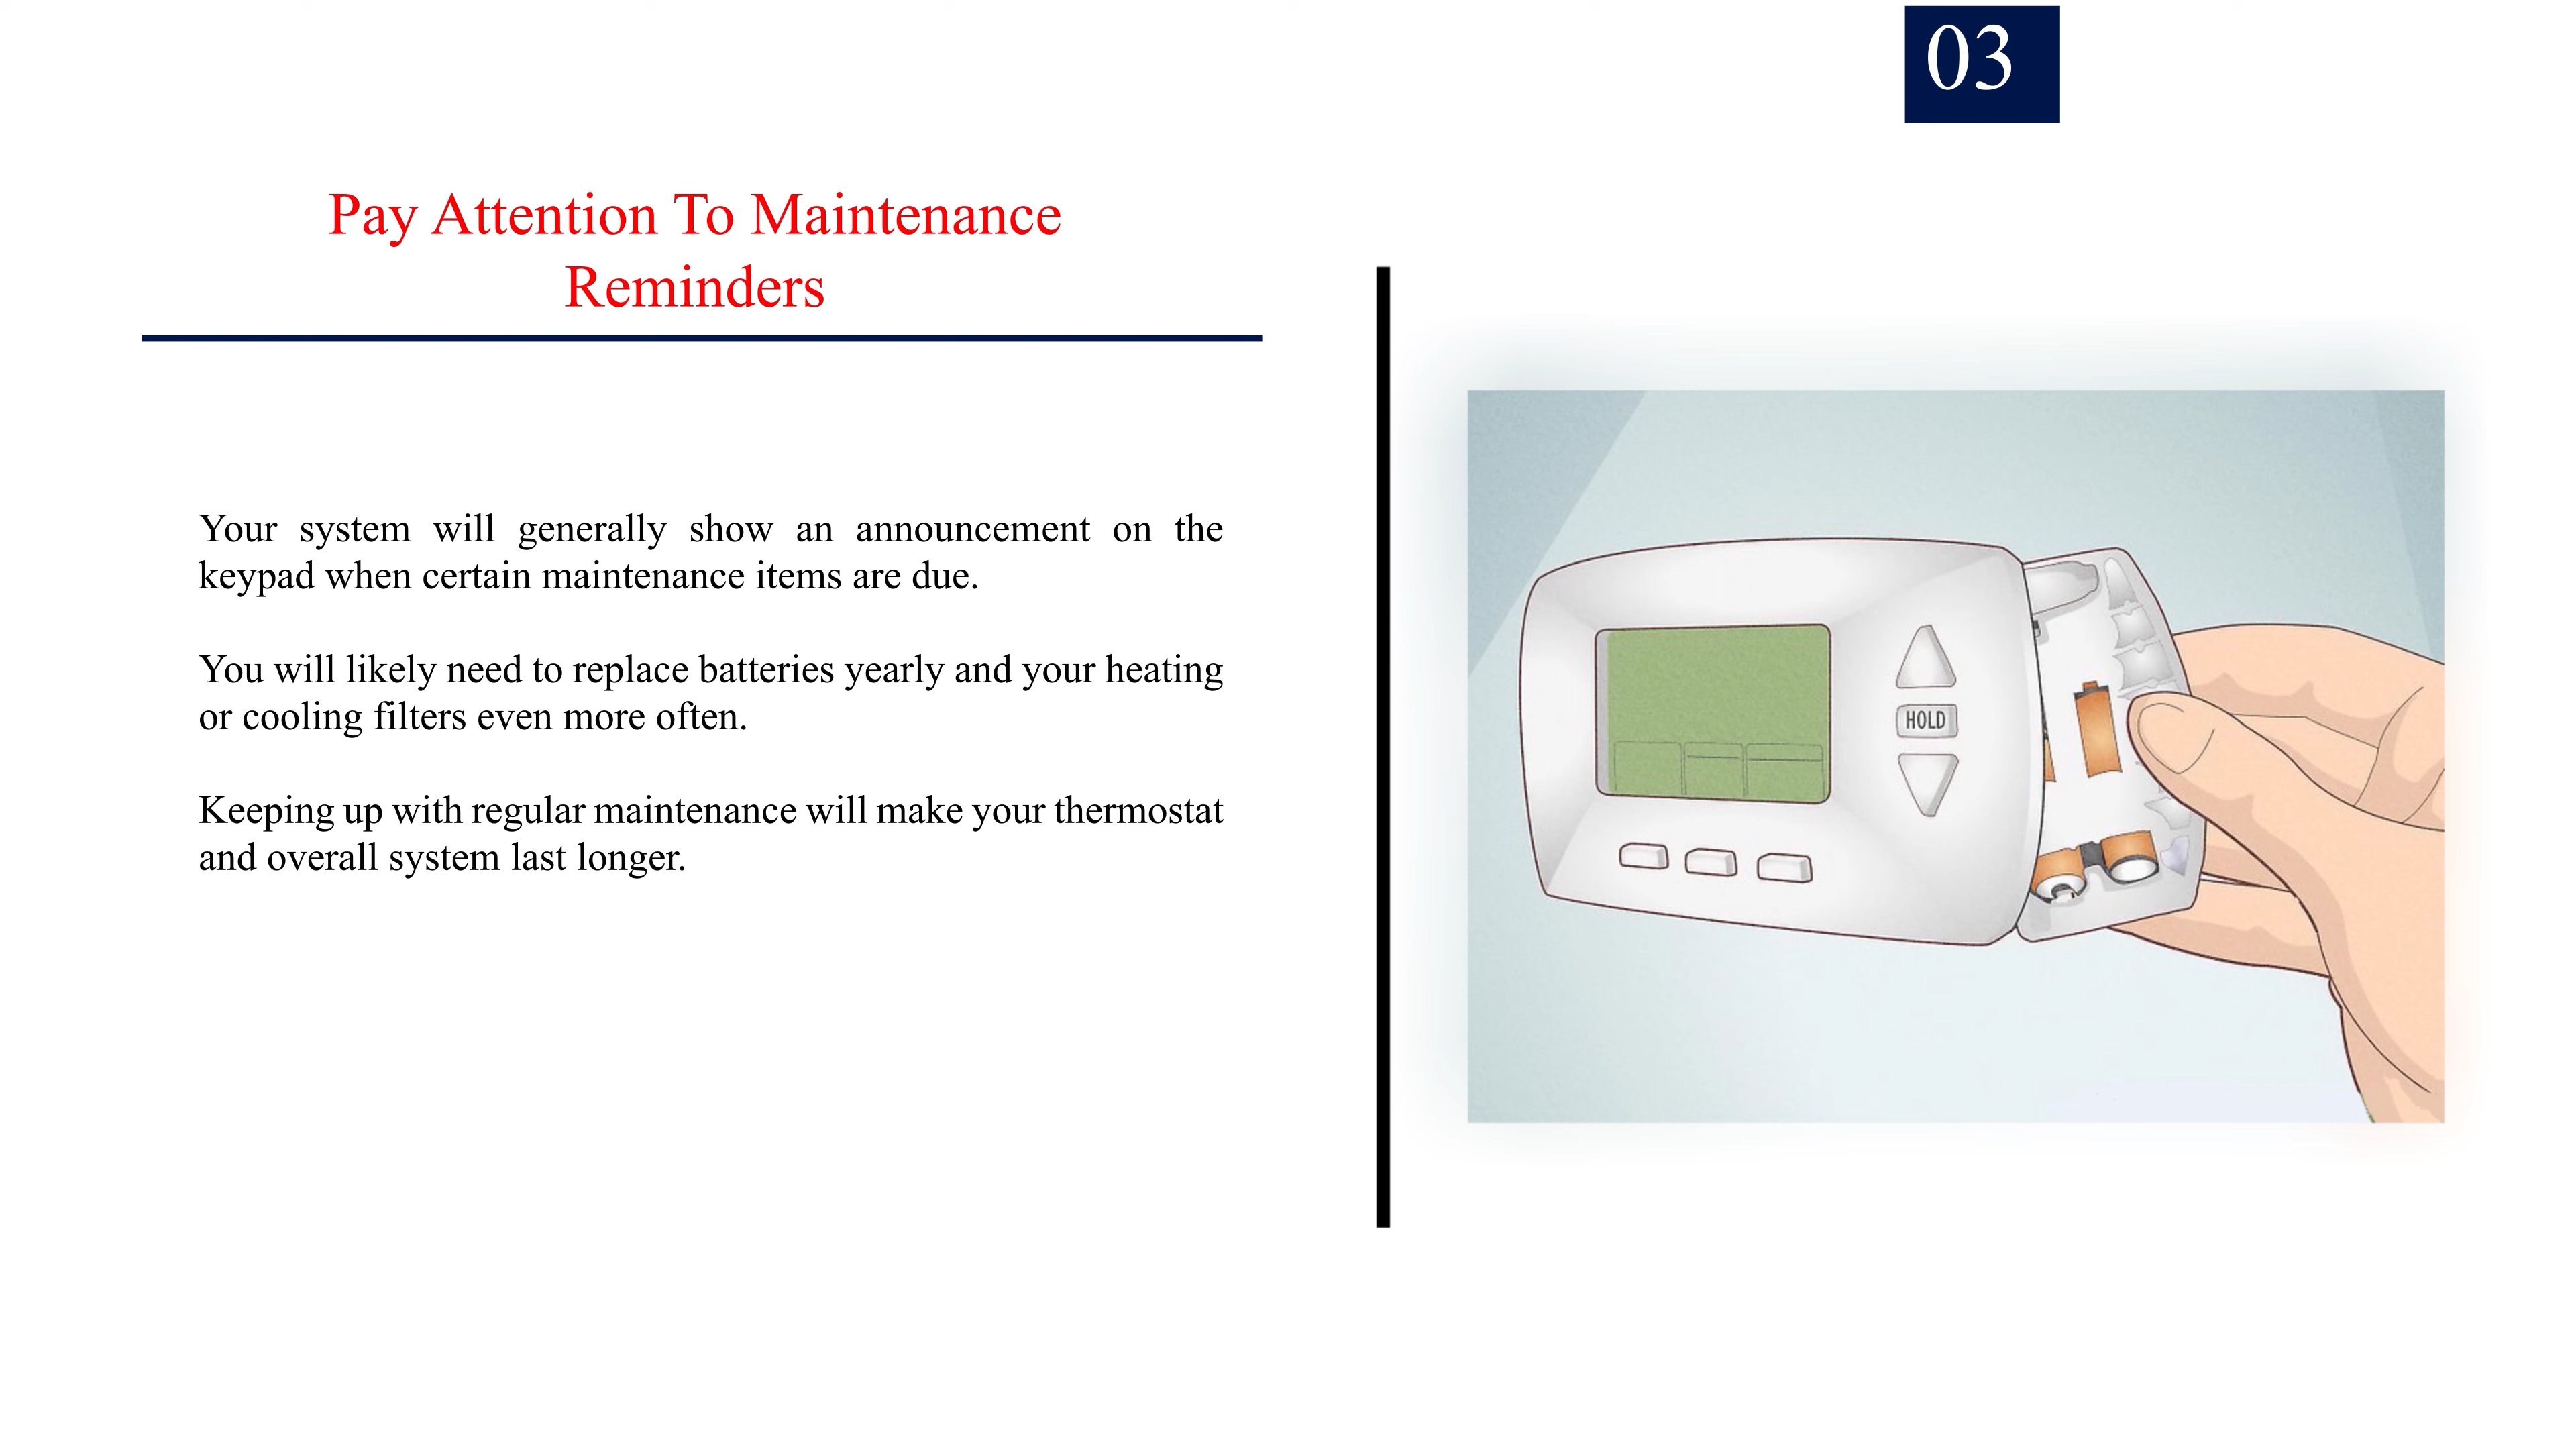 03
Pay Attention To Maintenance
Reminders
Your system will generally show an announcement on the
keypad when certain maintenance items are due.
You will likely need to replace batteries yearly and your heating
or cooling filters even more often.
Keeping up with regular maintenance will make your thermostat
and overall system last longer.
HOLD